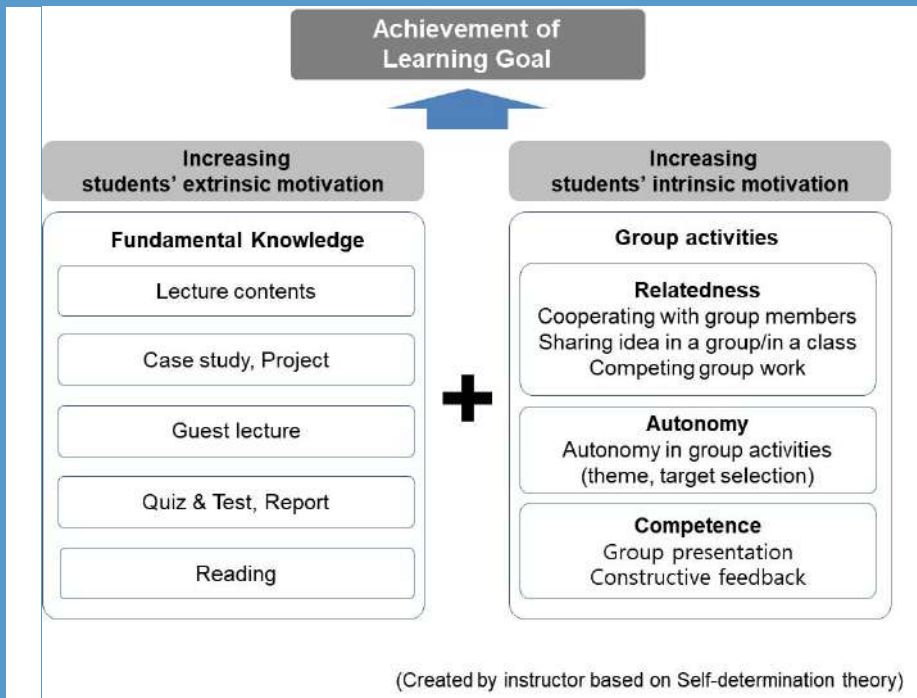 Achievement of
Learning Goal
Increasing
students' extrinsic motivation
Fundamental Knowledge
Lecture contents
Case study, Project
Guest lecture
Quiz & Test, Report
Reading
+
Increasing
students' intrinsic motivation
Group activities
Relatedness
Cooperating with group members
Sharing idea in a group/in a class
Competing group work
Autonomy
Autonomy in group activities
(theme, target selection)
Competence
Group presentation
Constructive feedback
(Created by instructor based on Self-determination theory)